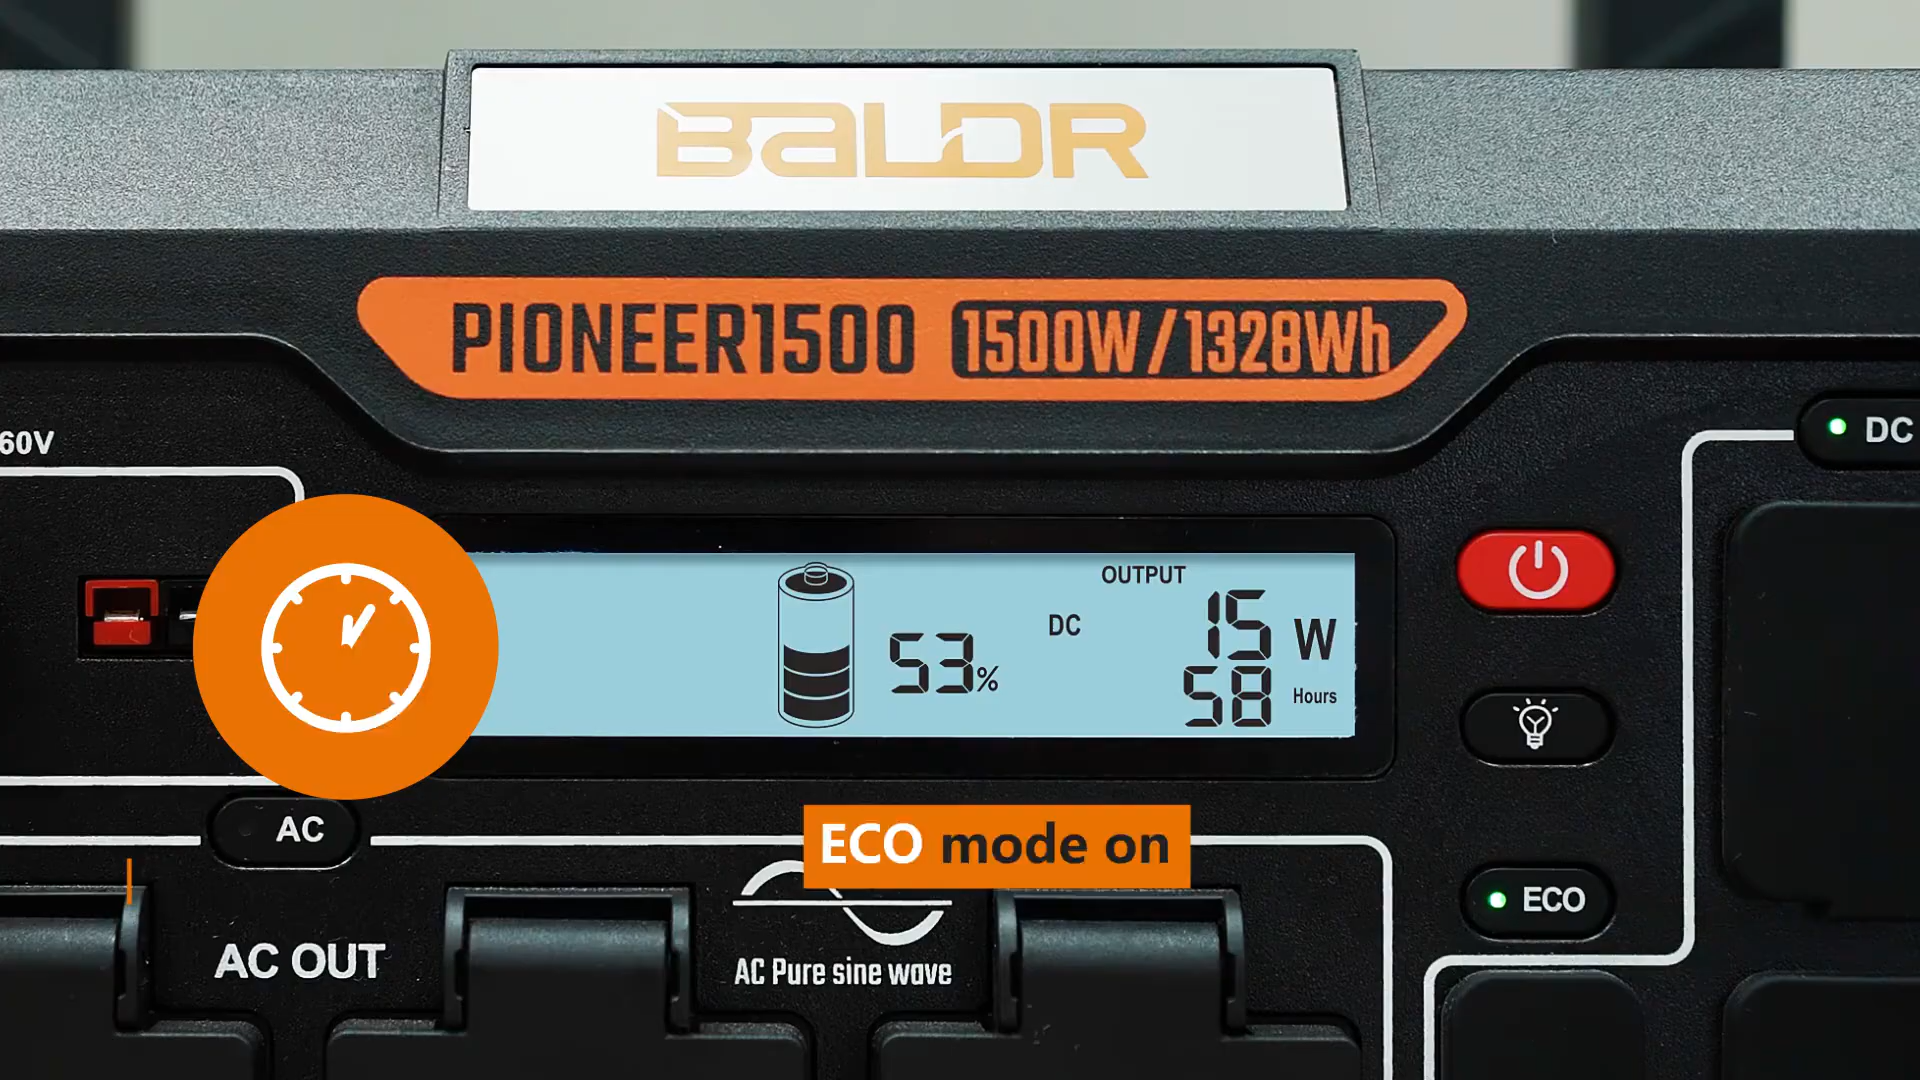 BALDR
PIONEER1500 1500W/1328Wh
60V
DC
OUTPUT
DC
15 W
53%
58 Hours
AC
ECO mode on
ECO
AC OUT
AC Pure sine wave